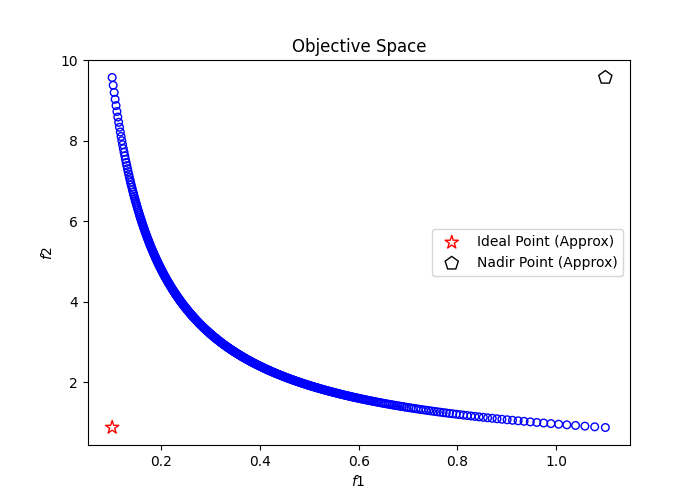 Objective Space
10
8
6
4
2
f2
Ideal Point (Approx)
Nadir Point (Approx)
0.2 0.4 0.6 0.8 1.0
f1